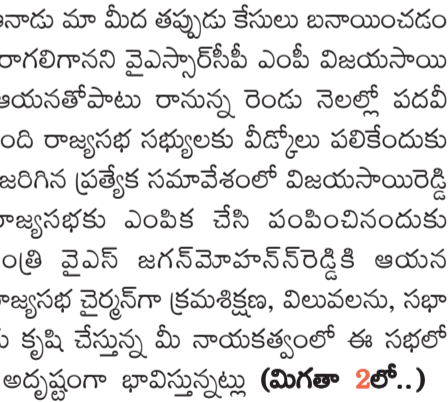 ఆనాడు మా మీద తప్పుడు కేసులు బనాయించడం
రాగలిగానని వైఎస్సార్‌సీపీ ఎంపీ విజయసాయి
ఆయనతోపాటు రానున్న రెండు నెలల్లో పదవీ
ంది రాజ్యసభ సభ్యులకు వీడ్కోలు పలికేందుకు
జరిగిన ప్రత్యేక సమావేశంలో విజయసాయిరెడ్డి
రాజ్యసభకు ఎంపిక చేసి పంపించినందుకు
ంత్రి వైఎస్ జగన్‌మోహన్‌న్‌రెడ్డికి ఆయన
రాజ్యసభ చైర్మన్‌గా క్రమశిక్షణ, విలువలను, సభా
కృషి చేస్తున్న మీ నాయకత్వంలో ఈ సభలో
అదృష్టంగా భావిస్తున్నట్లు (మిగతా 2లో..)